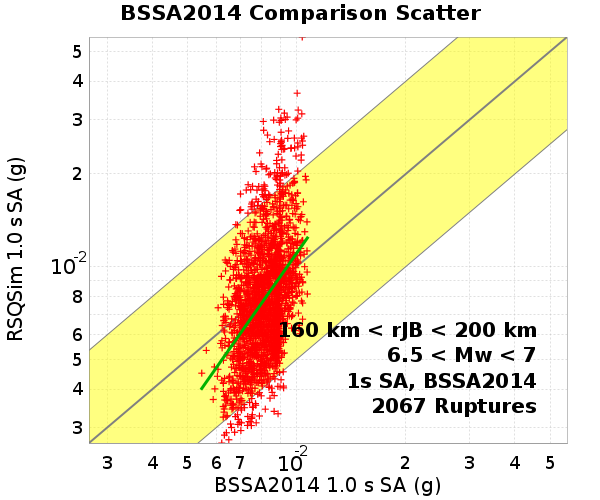 BSSA2014 Comparison Scatter
RSQSim 1.0 s SA (g)
5
4
3
2
10-2
8
6
5
4
3
160 km < rJB < 200 km
6.5 < Mw < 7
1s SA, BSSA2014
2067 Ruptures
3 4 5 6 7 10-2 2 3 4 5
BSSA2014 1.0 s SA (g)